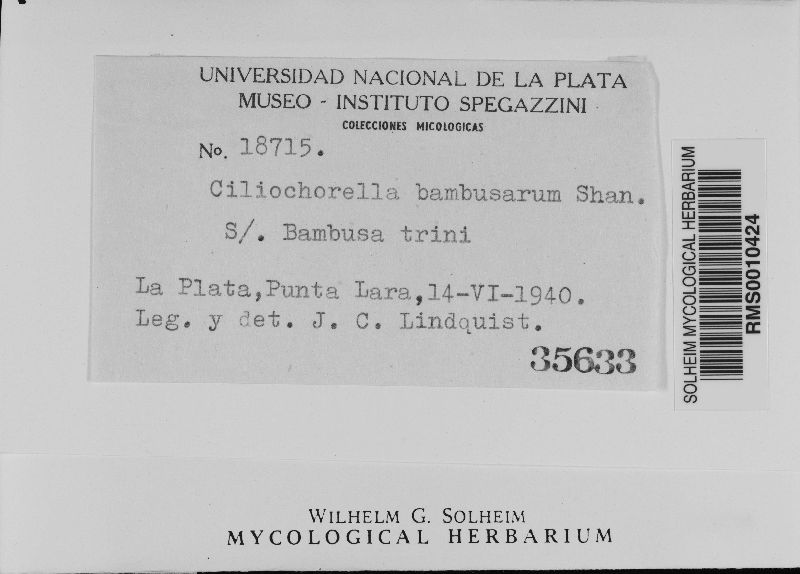 UNIVERSIDAD NACIONAL DE LA PLATA
MUSEO - INSTITUTO SPEGAZZINI
COLECCIONES MICOLOGICAS
No. 18715.
Ciliochorella bambusarum Shan.
S/. Bambusa trini
La Plata,Punta Lara,14-VI-1940.
Leg. y det. J. C. Lindquist.
35633
SOLHEIM MYCOLOGICAL HERBARIUM
RMS0010424
WILHELM G. SOLHEIM
MYCOLOGICAL HERBARIUM